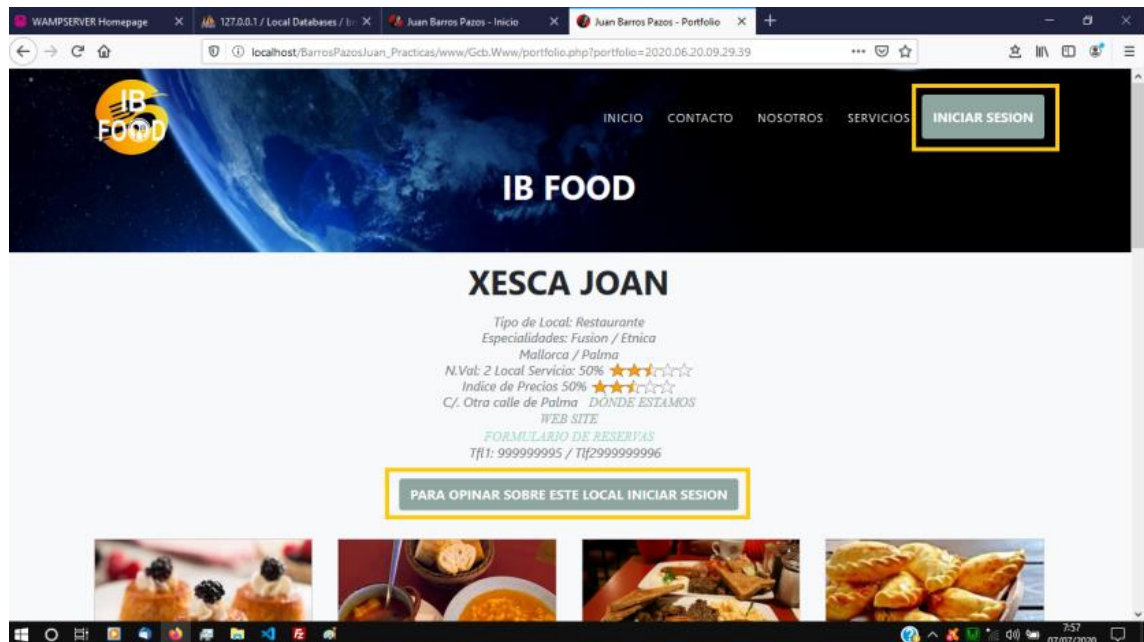 WAMPSERVER Homepage
127.0.0.1 / Local Databases /
Juan Barros Pazos - Inicio
Juan Barros Pazos - Portfolio
localhost/BarrosPazosJuan_Practicas/www/Gcb.Www/portfolio.php?portfolio=2020.06.20.09.29.39
IB
FOOD
INICIO CONTACTO NOSOTROS SERVICIOS INICIAR SESION
IB FOOD
XESCA JOAN
Tipo de Local: Restaurante
Especialidades: Fusion / Etnica
Mallorca / Palma
N.Val: 2 Local Servicio: 50%
Indice de Precios 50%
C/. Otra calle de Palma DONDE ESTAMOS
WEB SITE
FORMULARIO DE RESERVAS
Tfl1: 999999995 / Tlf2999999996
PARA OPINAR SOBRE ESTE LOCAL INICIAR SESION
7:57
07/07/2020